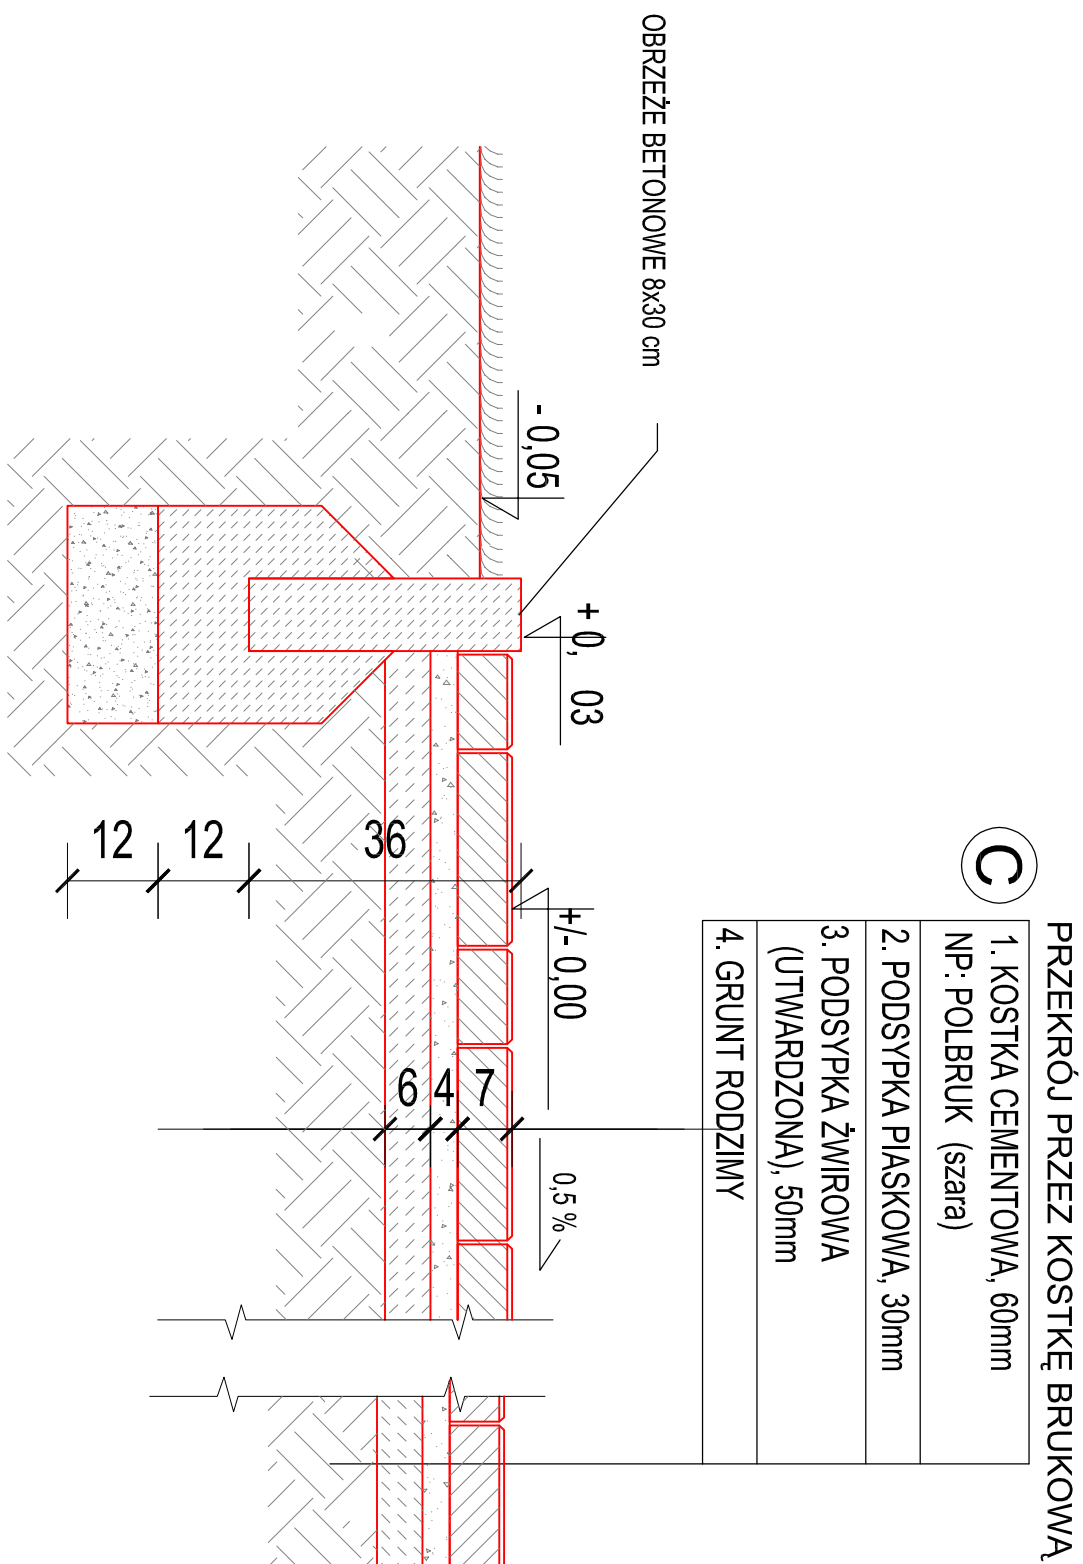 PRZEKRÓJ PRZEZ KOSTKĘ BRUKOWĄ
C
1. KOSTKA CEMENTOWA, 60mm
NP: POLBRUK (szara)
2. PODSYPKA PIASKOWA, 30mm
3. PODSYPKA ŻWIROWA
(UTWARDZONA), 50mm
4. GRUNT RODZIMY
OBRZEŻE BETONOWE 8x30 cm
- 0,05
+ 0, 03
+/- 0,00
0,5 %
7
4
6
36
12
12